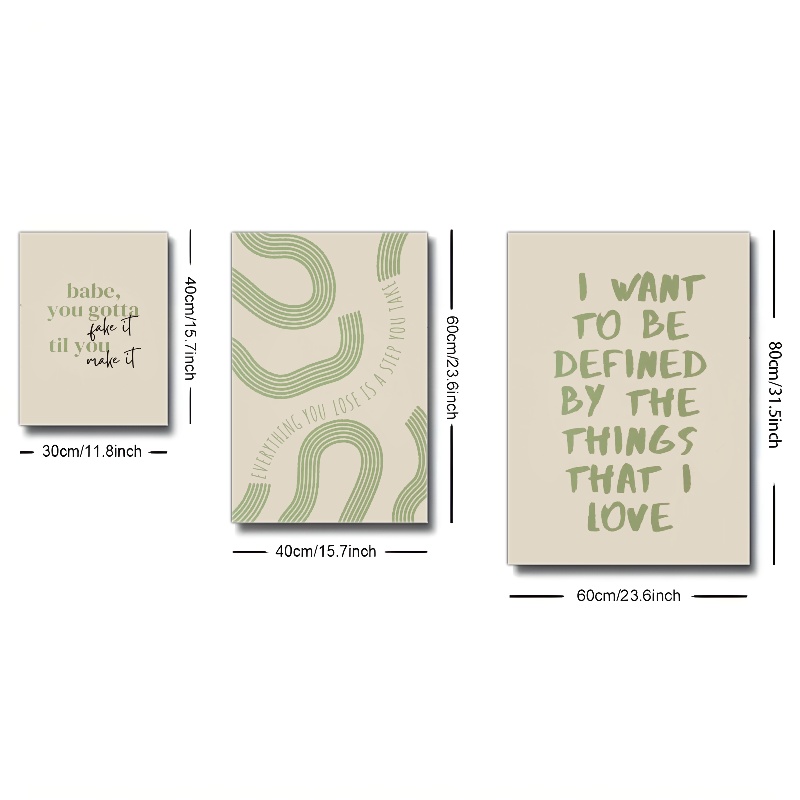 babe,
you gotta
fake it
til you
make it
40cm/15.7inch
30cm/11.8inch
EVERYTHING YOU LOSE IS A STEP YOU TAKE
60cm/23.6inch
40cm/15.7inch
I WANT
TO BE
DEFINED
BY THE
THINGS
THAT I
LOVE
80cm/31.5inch
60cm/23.6inch